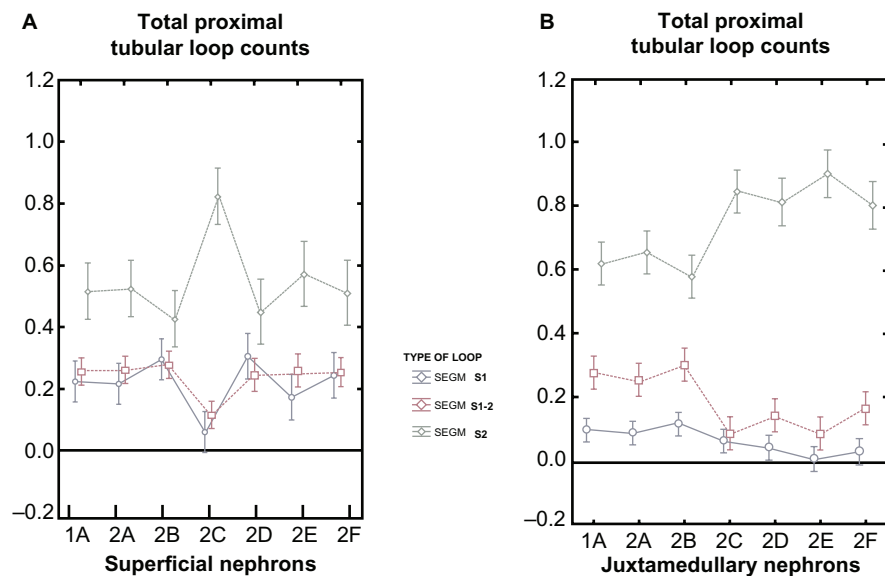 A
Total proximal
tubular loop counts
1.2
1.0
0.8
0.6
0.4
0.2
0.0
–0.2
1A 2A 2B 2C 2D 2E 2F
Superficial nephrons
TYPE OF LOOP
SEGM S1
SEGM S1-2
SEGM S2
B
Total proximal
tubular loop counts
1.2
1.0
0.8
0.6
0.4
0.2
0.0
–0.2
1A 2A 2B 2C 2D 2E 2F
Juxtamedullary nephrons